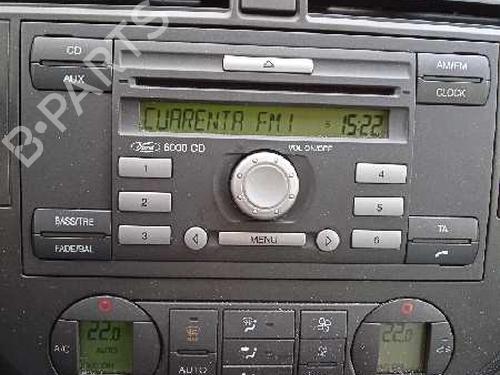 CD
AUX
AM/FM
CLOCK
CUARENTA FM1 15:22
Ford 6000 CD VOL ON/OFF
1
2
3
4
5
6
BASS/TRE
FADE/BAL
MENU
TA
22.0
AUTO
A/C
AUTO
22.0
B-PARTS